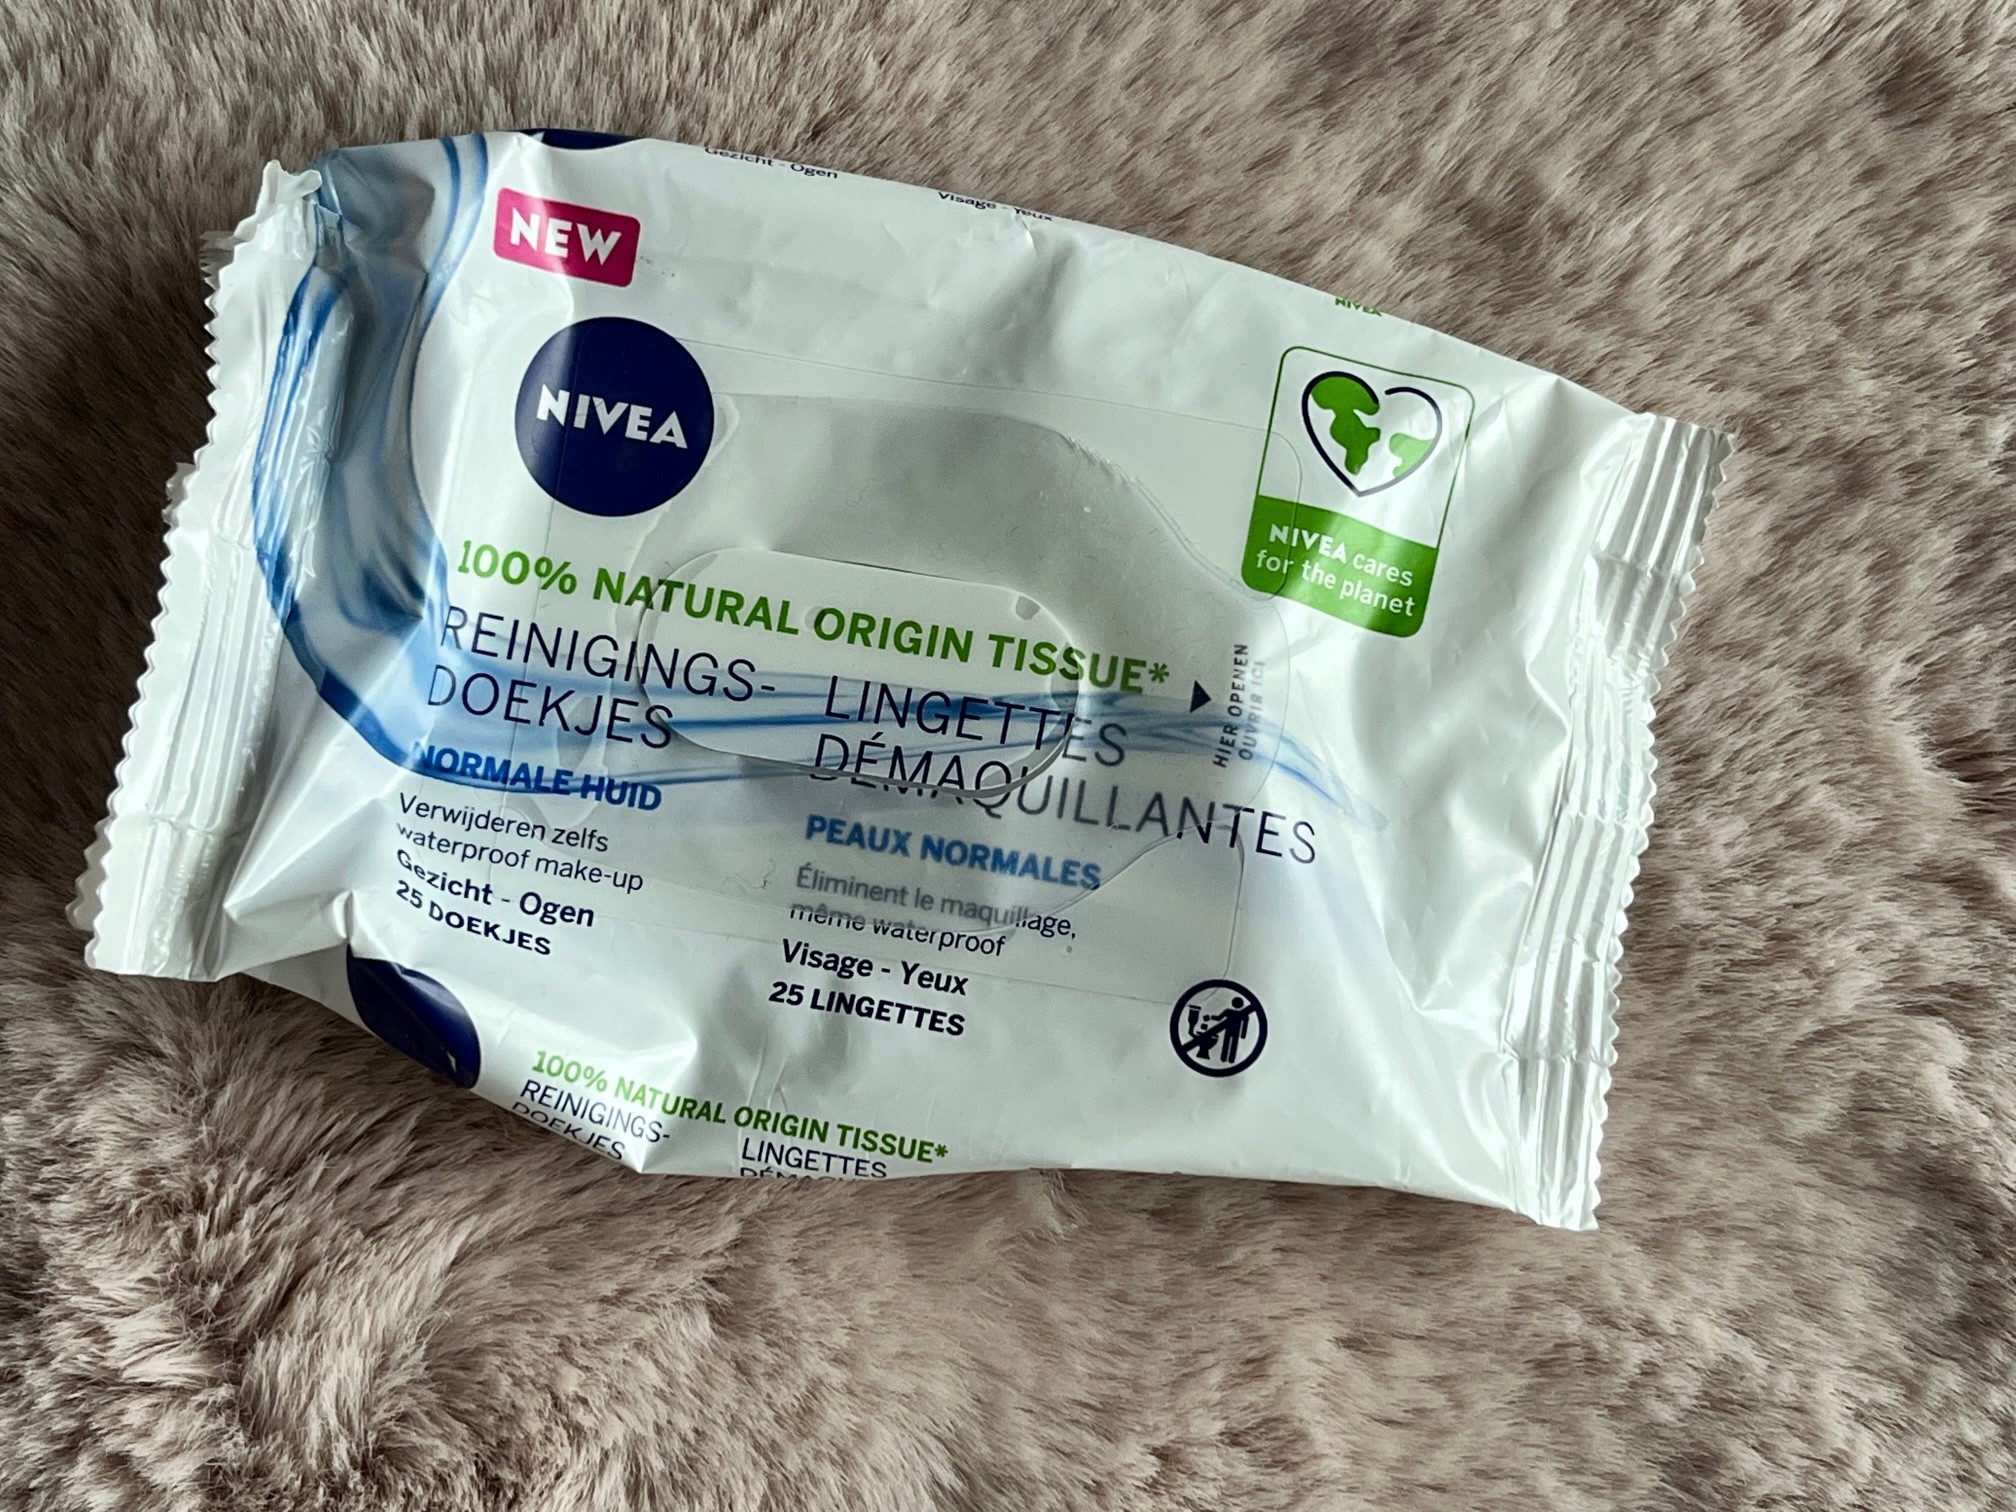 Gezicht - Ogen
Visage - Yeux
NEW
NIVEA
NIVEA
NIVEA cares
for the planet
100% NATURAL ORIGIN TISSUE*
REINIGINGS-
DOEKJES
NORMALE HUID
Verwijderen zelfs
waterproof make-up
Gezicht - Ogen
25 DOEKJES
LINGETTES
DÉMAQUILLANTES
PEAUX NORMALES
Éliminent le maquillage,
même waterproof
Visage - Yeux
25 LINGETTES
HIER OPENEN
OUVRIR ICI
100% NATURAL ORIGIN TISSUE*
REINIGINGS-
DOEKJES
LINGETTES